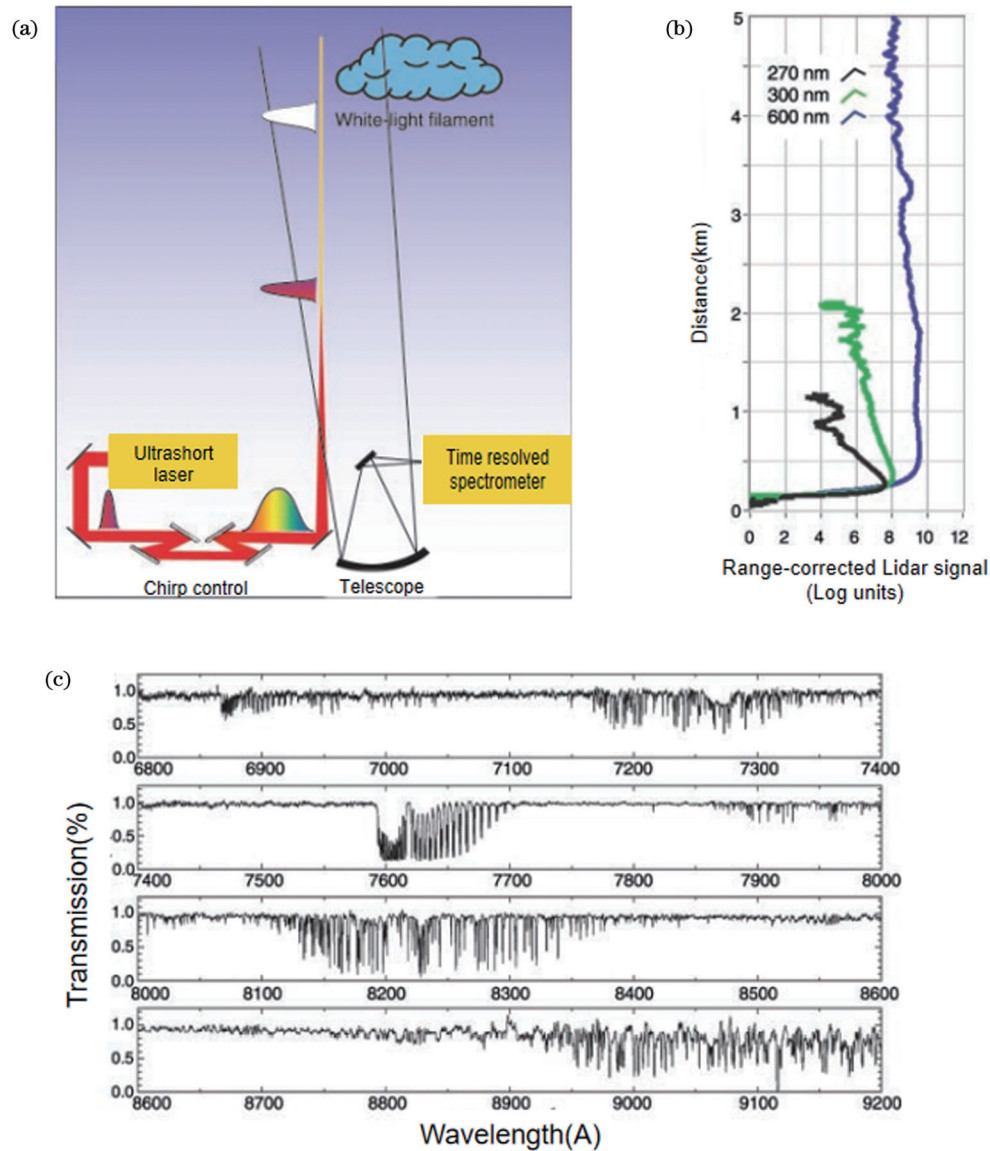 (a)
White-light filament
Ultrashort
laser
Time resolved
spectrometer
Chirp control
Telescope
(b)
270 nm
300 nm
600 nm
5
4
3
2
1
0
Distance(km)
0 2 4 6 8 10 12
Range-corrected Lidar signal
(Log units)
(c)
Transmission(%)
1.0
0.5
0.0
6800 6900 7000 7100 7200 7300 7400
1.0
0.5
0.0
7400 7500 7600 7700 7800 7900 8000
1.0
0.5
0.0
8000 8100 8200 8300 8400 8500 8600
1.0
0.5
0.0
8600 8700 8800 8900 9000 9100 9200
Wavelength(A)